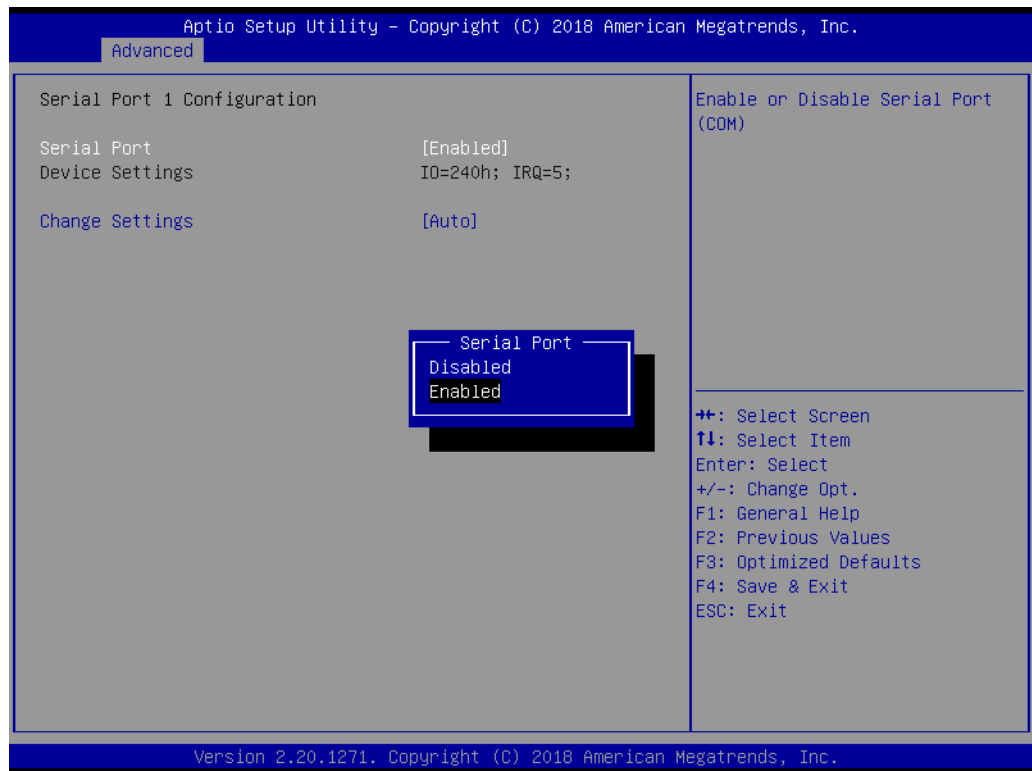 Aptio Setup Utility – Copyright (C) 2018 American Megatrends, Inc.
Advanced
Serial Port 1 Configuration
Serial Port [Enabled]
Device Settings IO=240h; IRQ=5;
Change Settings [Auto]
Serial Port
Disabled
Enabled
Enable or Disable Serial Port
(COM)
→←: Select Screen
↑↓: Select Item
Enter: Select
+/-: Change Opt.
F1: General Help
F2: Previous Values
F3: Optimized Defaults
F4: Save & Exit
ESC: Exit
Version 2.20.1271. Copyright (C) 2018 American Megatrends, Inc.